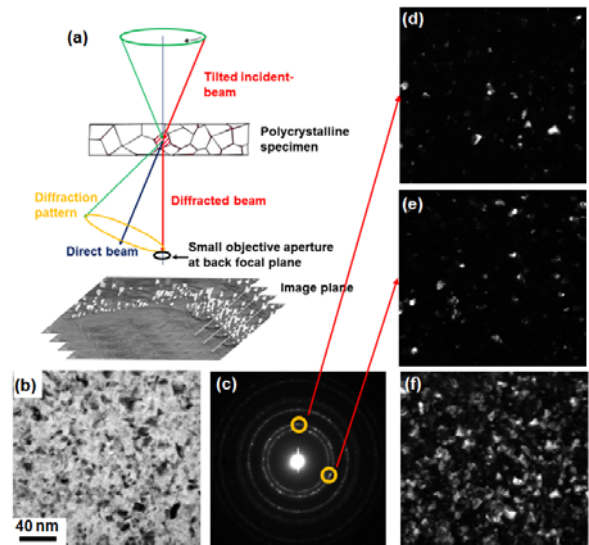 (a)
Tilted incident-
beam
Polycrystalline
specimen
Diffraction
pattern
Diffracted beam
Direct beam
Small objective aperture
at back focal plane
Image plane
(b)
40 nm
(c)
(d)
(e)
(f)